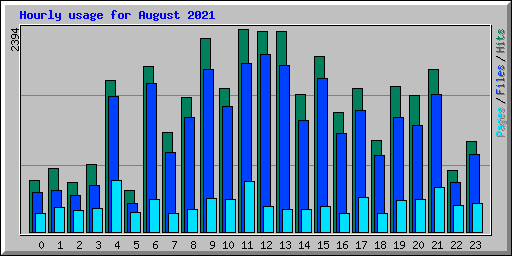 Hourly usage for August 2021
2394
Pages / Files / Hits
0 1 2 3 4 5 6 7 8 9 10 11 12 13 14 15 16 17 18 19 20 21 22 23